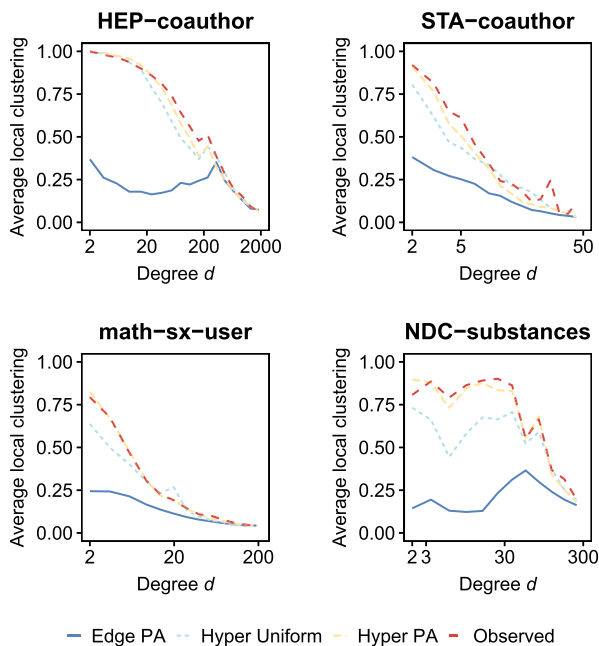 HEP−coauthor
Average local clustering
1.00
0.75
0.50
0.25
0.00
2 20 200 2000
Degree d
STA−coauthor
Average local clustering
1.00
0.75
0.50
0.25
0.00
2 5 50
Degree d
math−sx−user
Average local clustering
1.00
0.75
0.50
0.25
0.00
2 20 200
Degree d
NDC−substances
Average local clustering
1.00
0.75
0.50
0.25
0.00
2 3 30 300
Degree d
Edge PA Hyper Uniform Hyper PA Observed